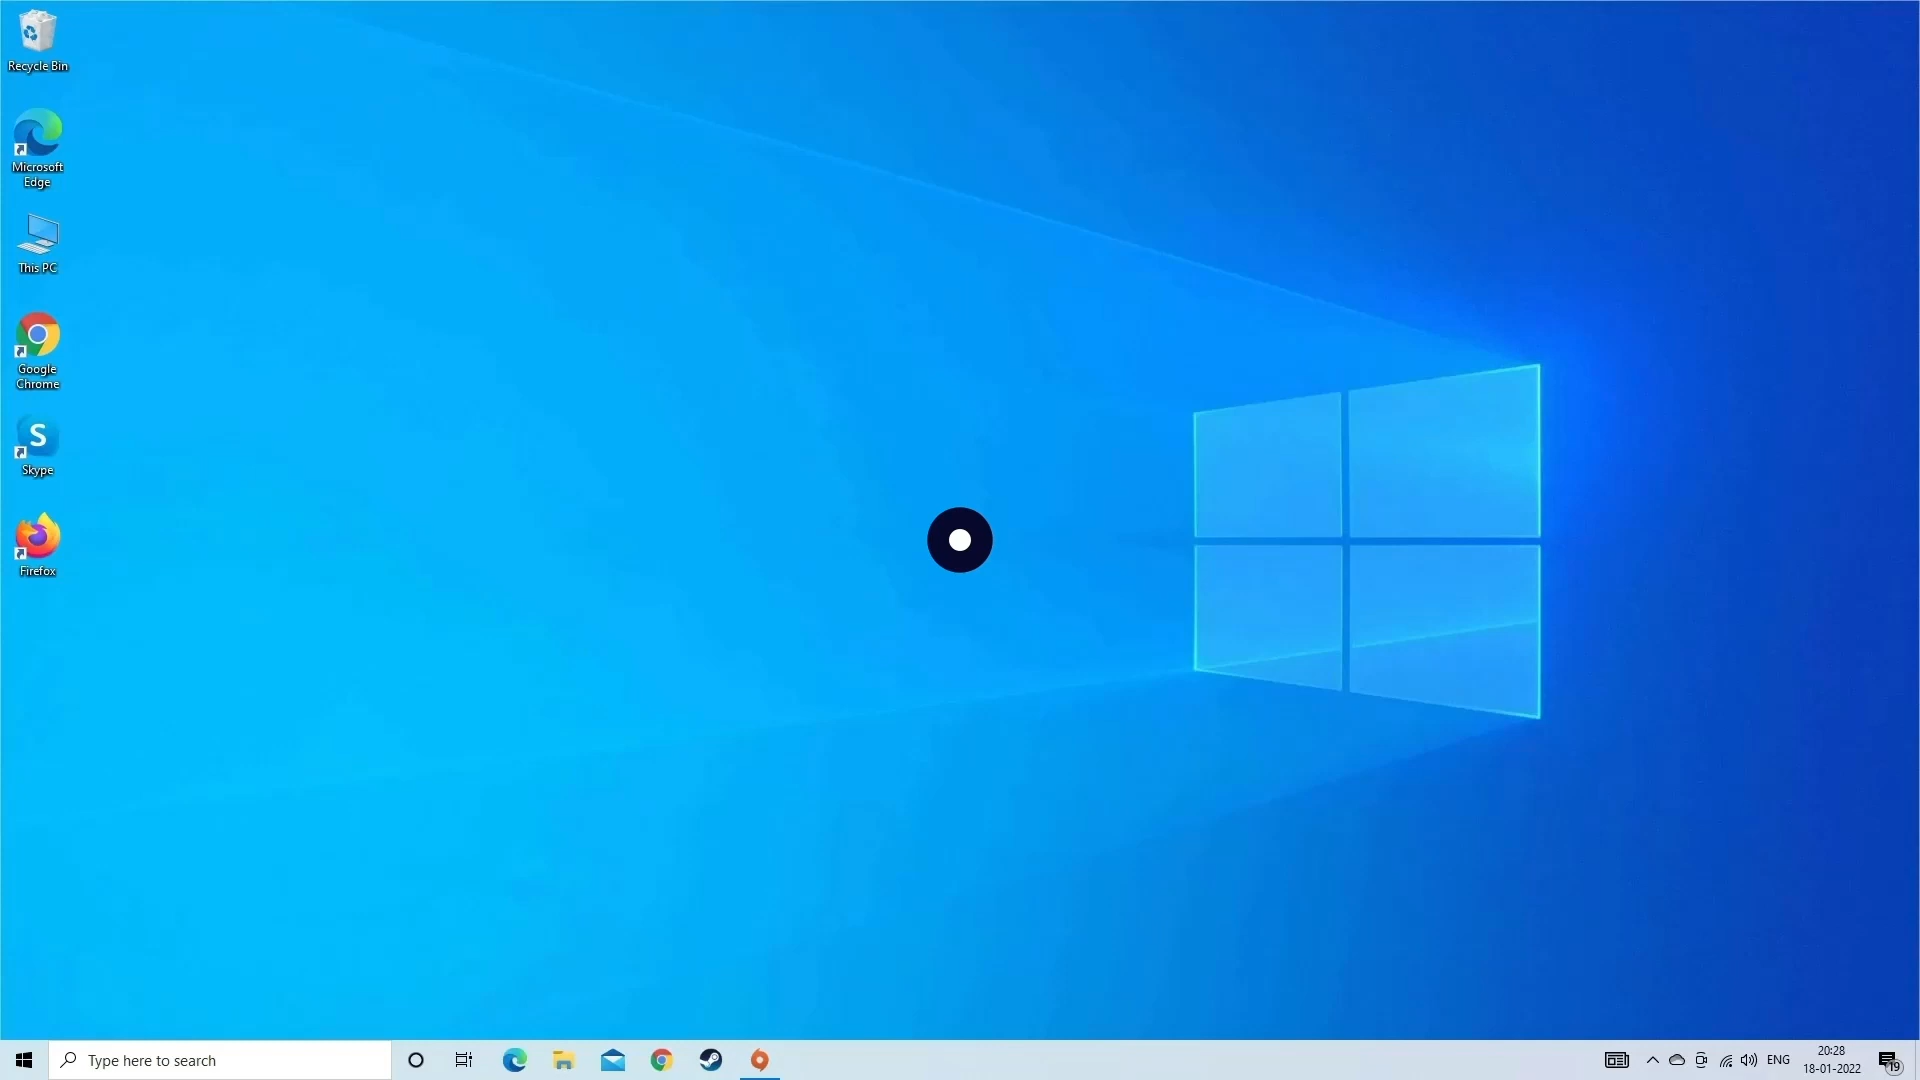 Recycle Bin
Microsoft
Edge
This PC
Google
Chrome
S
Skype
Firefox
Type here to search
ENG
20:28
18-01-2022
19